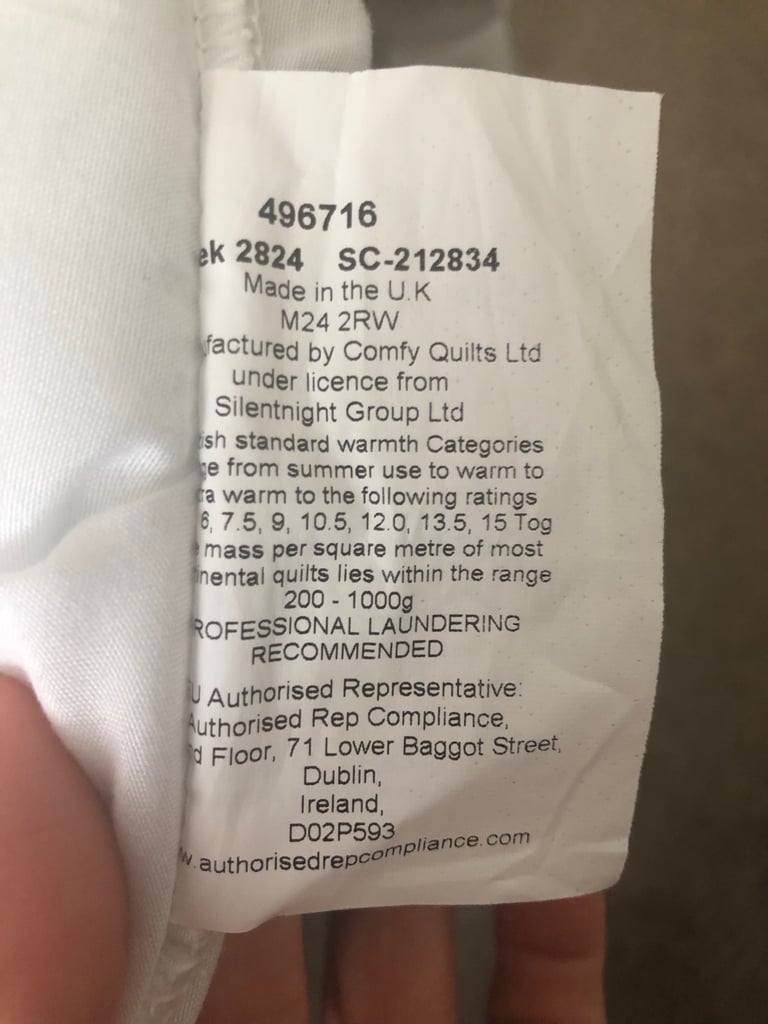 496716
ek 2824 SC-212834
Made in the U.K
M24 2RW
factured by Comfy Quilts Ltd
under licence from
Silentnight Group Ltd
ish standard warmth Categories
ge from summer use to warm to
ra warm to the following ratings
6, 7.5, 9, 10.5, 12.0, 13.5, 15 Tog
mass per square metre of most
nental quilts lies within the range
200 - 1000g
ROFESSIONAL LAUNDERING
RECOMMENDED
U Authorised Representative:
Authorised Rep Compliance,
d Floor, 71 Lower Baggot Street,
Dublin,
Ireland,
D02P593
w.authorisedrepcompliance.com